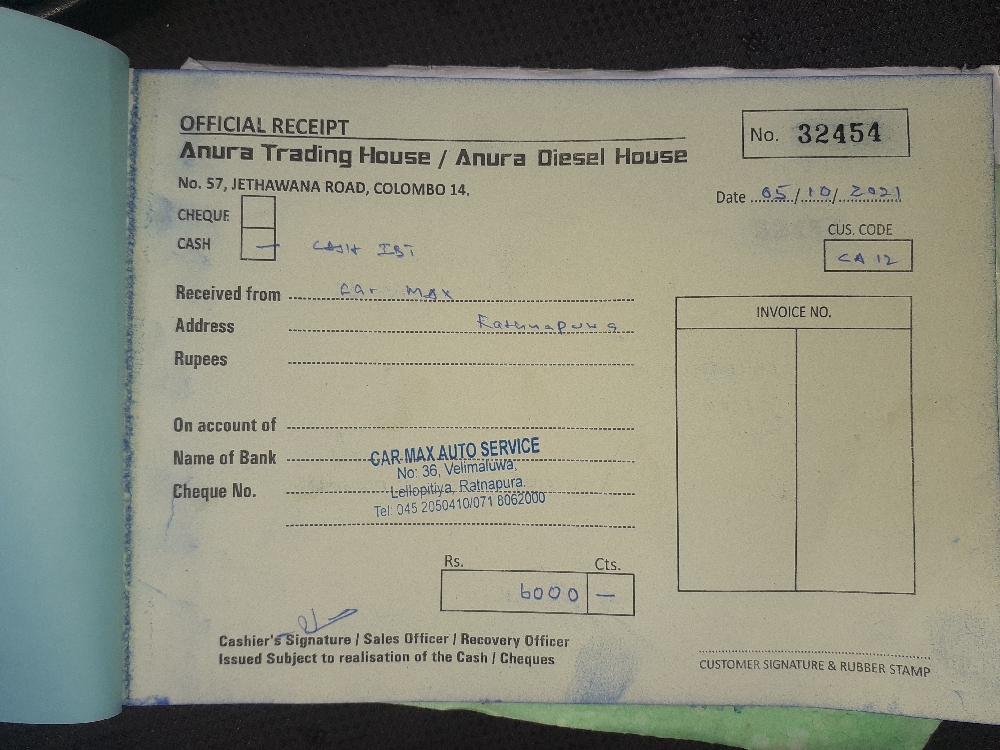 OFFICIAL RECEIPT
Anura Trading House / Anura Diesel House
No. 32454
No. 57, JETHAWANA ROAD, COLOMBO 14.
Date 05/10/2021
CHEQUE
CASH — CASH IBT
CUS. CODE
CA 12
Received from Car Max
Address Rathnapura
Rupees
INVOICE NO.
On account of
Name of Bank
Cheque No.
CAR MAX AUTO SERVICE
No: 36, Velimaluwa,
Lellopitiya, Ratnapura.
Tel: 045 2050410/071 8062000
Rs. Cts.
6000 —
Cashier's Signature / Sales Officer / Recovery Officer
Issued Subject to realisation of the Cash / Cheques
CUSTOMER SIGNATURE & RUBBER STAMP